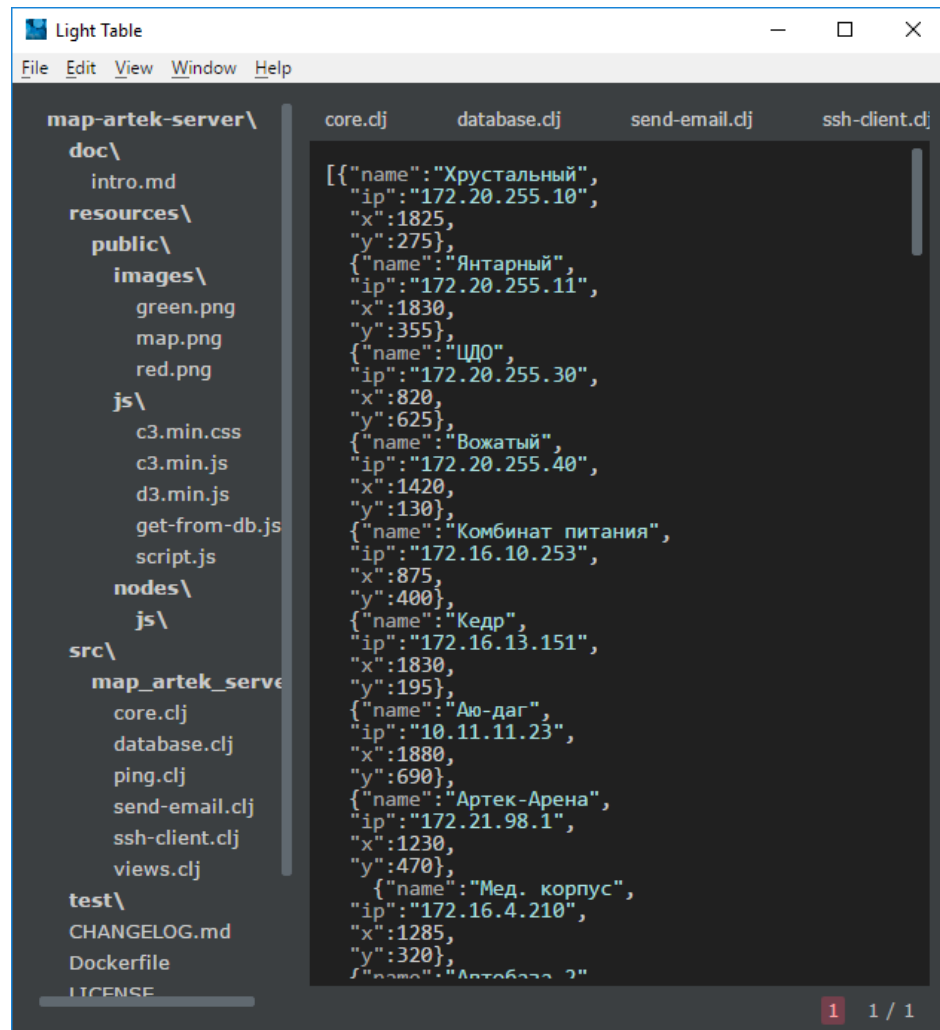 Light Table
File Edit View Window Help
map-artek-server\
doc\
intro.md
resources\
public\
images\
green.png
map.png
red.png
js\
c3.min.css
c3.min.js
d3.min.js
get-from-db.js
script.js
nodes\
js\
src\
map_artek_serve
core.clj
database.clj
ping.clj
send-email.clj
ssh-client.clj
views.clj
test\
CHANGELOG.md
Dockerfile
LICENSE
core.clj database.clj send-email.clj ssh-client.clj
[{"name":"Хрустальный",
"ip":"172.20.255.10",
"x":1825,
"y":275},
{"name":"Янтарный",
"ip":"172.20.255.11",
"x":1830,
"y":355},
{"name":"ЦДО",
"ip":"172.20.255.30",
"x":820,
"y":625},
{"name":"Вожатый",
"ip":"172.20.255.40",
"x":1420,
"y":130},
{"name":"Комбинат питания",
"ip":"172.16.10.253",
"x":875,
"y":400},
{"name":"Кедр",
"ip":"172.16.13.151",
"x":1830,
"y":195},
{"name":"Аю-даг",
"ip":"10.11.11.23",
"x":1880,
"y":690},
{"name":"Артек-Арена",
"ip":"172.21.98.1",
"x":1230,
"y":470},
{"name":"Мед. корпус",
"ip":"172.16.4.210",
"x":1285,
"y":320},
{"name":"Автобаза 2"
1 1 / 1